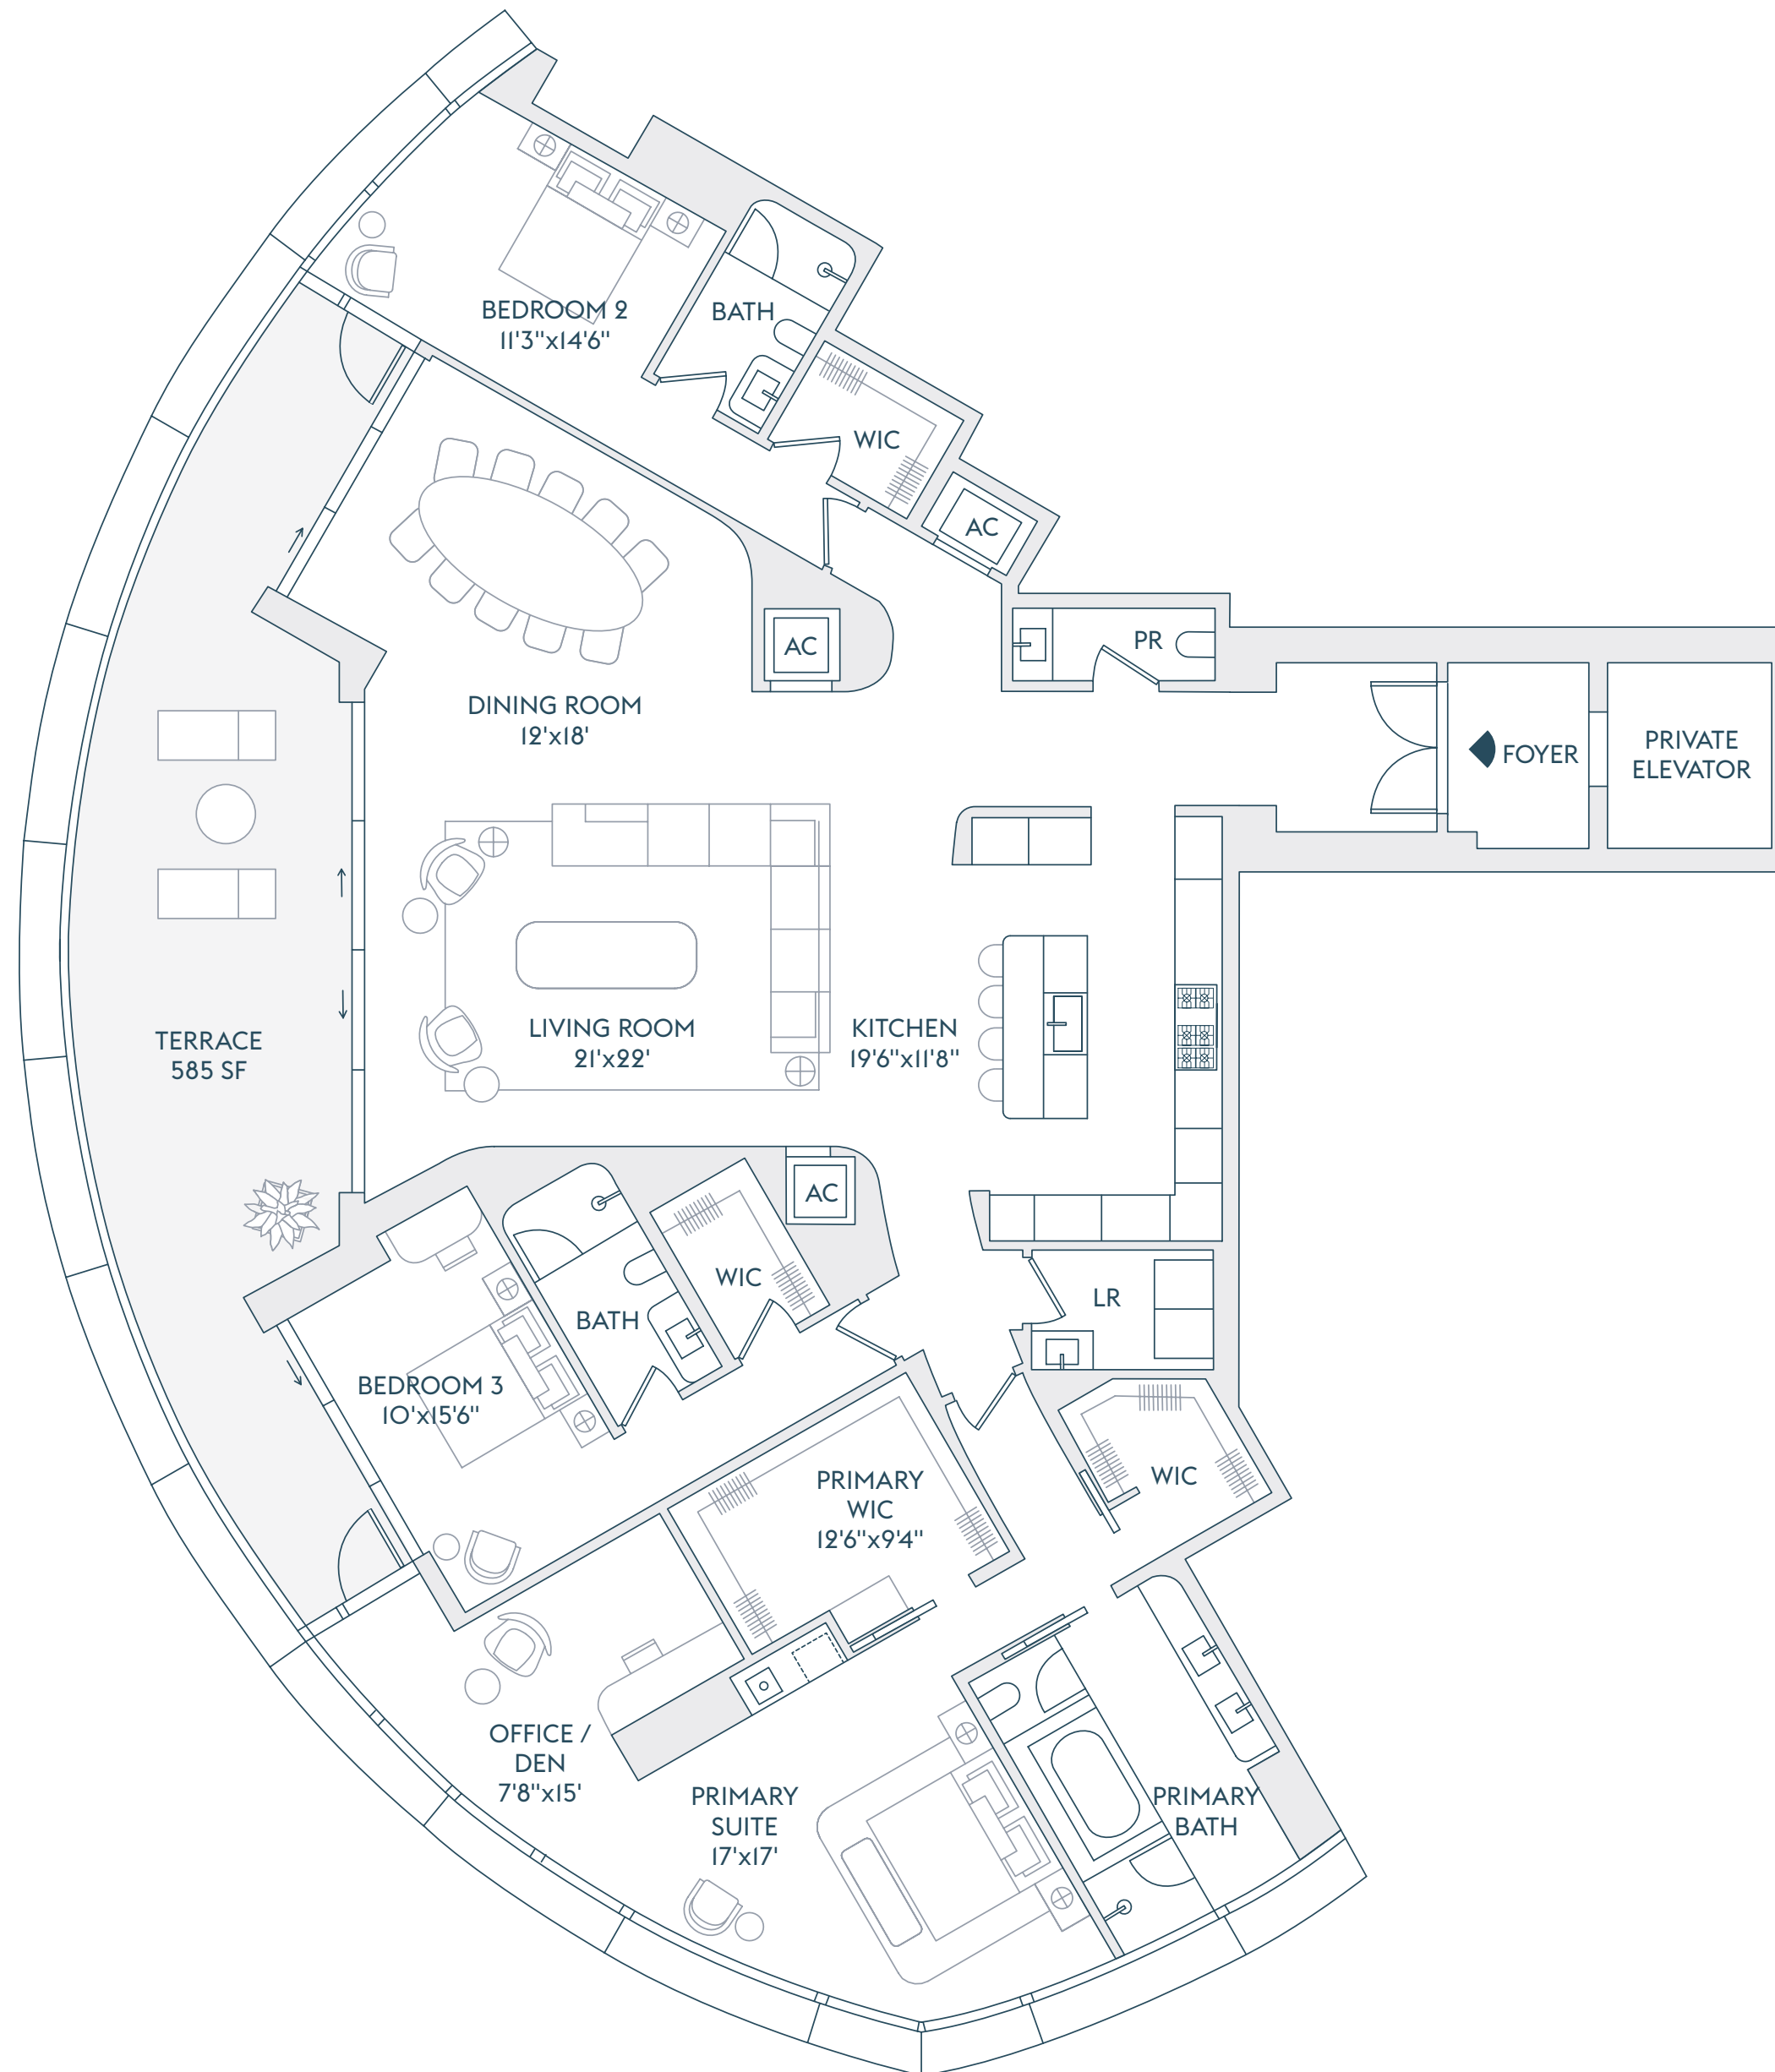 BEDROOM 2
11'3"x14'6"
BATH
WIC
AC
AC
PR
DINING ROOM
12'x18'
FOYER
PRIVATE
ELEVATOR
TERRACE
585 SF
LIVING ROOM
21'x22'
KITCHEN
19'6"x11'8"
AC
WIC
BATH
LR
BEDROOM 3
10'x15'6"
PRIMARY
WIC
12'6"x9'4"
WIC
OFFICE /
DEN
7'8"x15'
PRIMARY
SUITE
17'x17'
PRIMARY
BATH